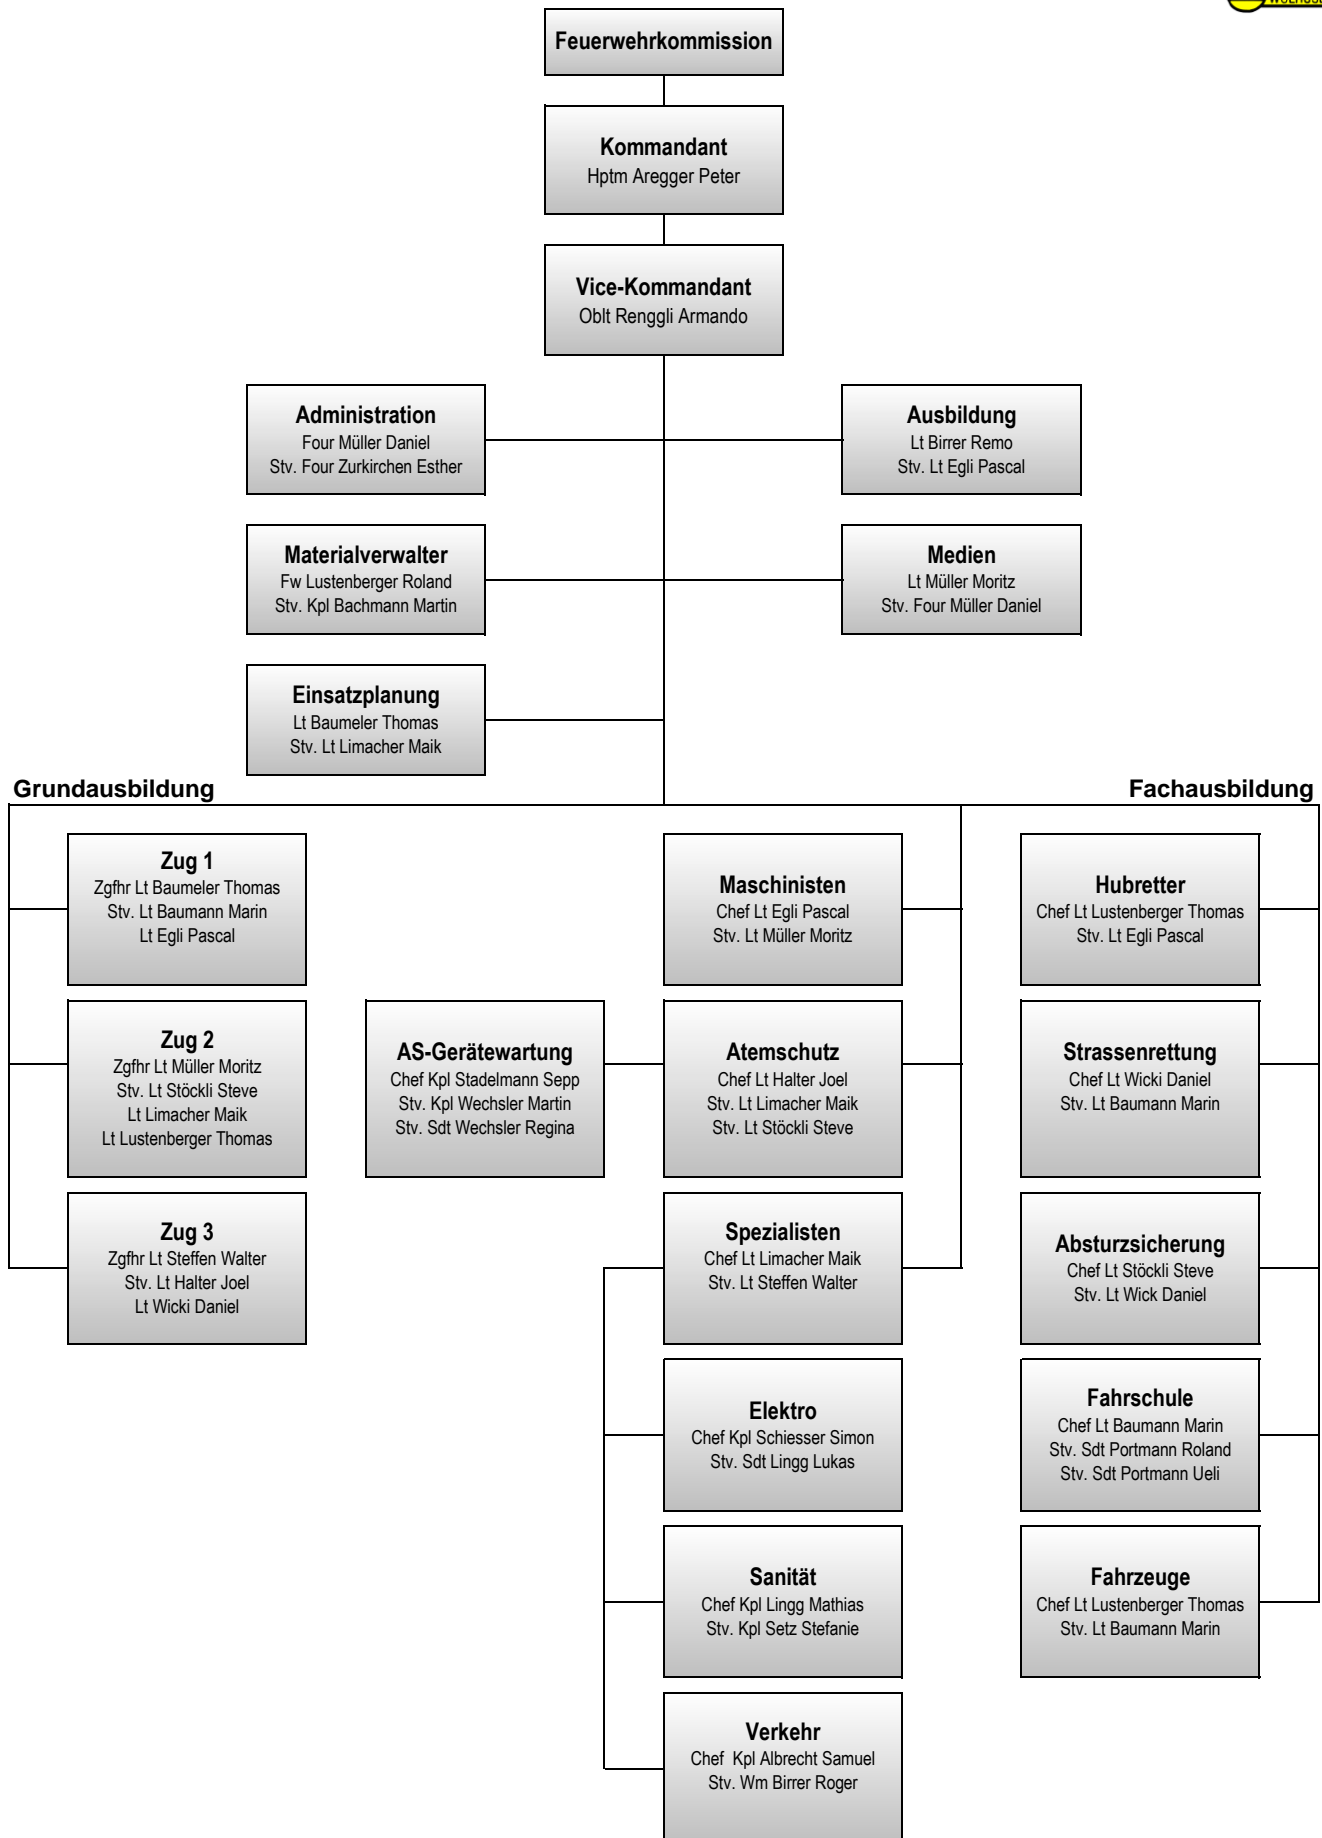 Feuerwehrkommission
Kommandant
Hptm Aregger Peter
Vice-Kommandant
Oblt Renggli Armando
Administration
Four Müller Daniel
Stv. Four Zurkirchen Esther
Ausbildung
Lt Birrer Remo
Stv. Lt Egli Pascal
Materialverwalter
Fw Lustenberger Roland
Stv. Kpl Bachmann Martin
Medien
Lt Müller Moritz
Stv. Four Müller Daniel
Einsatzplanung
Lt Baumeler Thomas
Stv. Lt Limacher Maik
Grundausbildung
Fachausbildung
Zug 1
Zgfhr Lt Baumeler Thomas
Stv. Lt Baumann Marin
Lt Egli Pascal
Maschinisten
Chef Lt Egli Pascal
Stv. Lt Müller Moritz
Hubretter
Chef Lt Lustenberger Thomas
Stv. Lt Egli Pascal
Zug 2
Zgfhr Lt Müller Moritz
Stv. Lt Stöckli Steve
Lt Limacher Maik
Lt Lustenberger Thomas
AS-Gerätewartung
Chef Kpl Stadelmann Sepp
Stv. Kpl Wechsler Martin
Stv. Sdt Wechsler Regina
Atemschutz
Chef Lt Halter Joel
Stv. Lt Limacher Maik
Stv. Lt Stöckli Steve
Strassenrettung
Chef Lt Wicki Daniel
Stv. Lt Baumann Marin
Zug 3
Zgfhr Lt Steffen Walter
Stv. Lt Halter Joel
Lt Wicki Daniel
Spezialisten
Chef Lt Limacher Maik
Stv. Lt Steffen Walter
Absturzsicherung
Chef Lt Stöckli Steve
Stv. Lt Wick Daniel
Elektro
Chef Kpl Schiesser Simon
Stv. Sdt Lingg Lukas
Fahrschule
Chef Lt Baumann Marin
Stv. Sdt Portmann Roland
Stv. Sdt Portmann Ueli
Sanität
Chef Kpl Lingg Mathias
Stv. Kpl Setz Stefanie
Fahrzeuge
Chef Lt Lustenberger Thomas
Stv. Lt Baumann Marin
Verkehr
Chef  Kpl Albrecht Samuel
Stv. Wm Birrer Roger